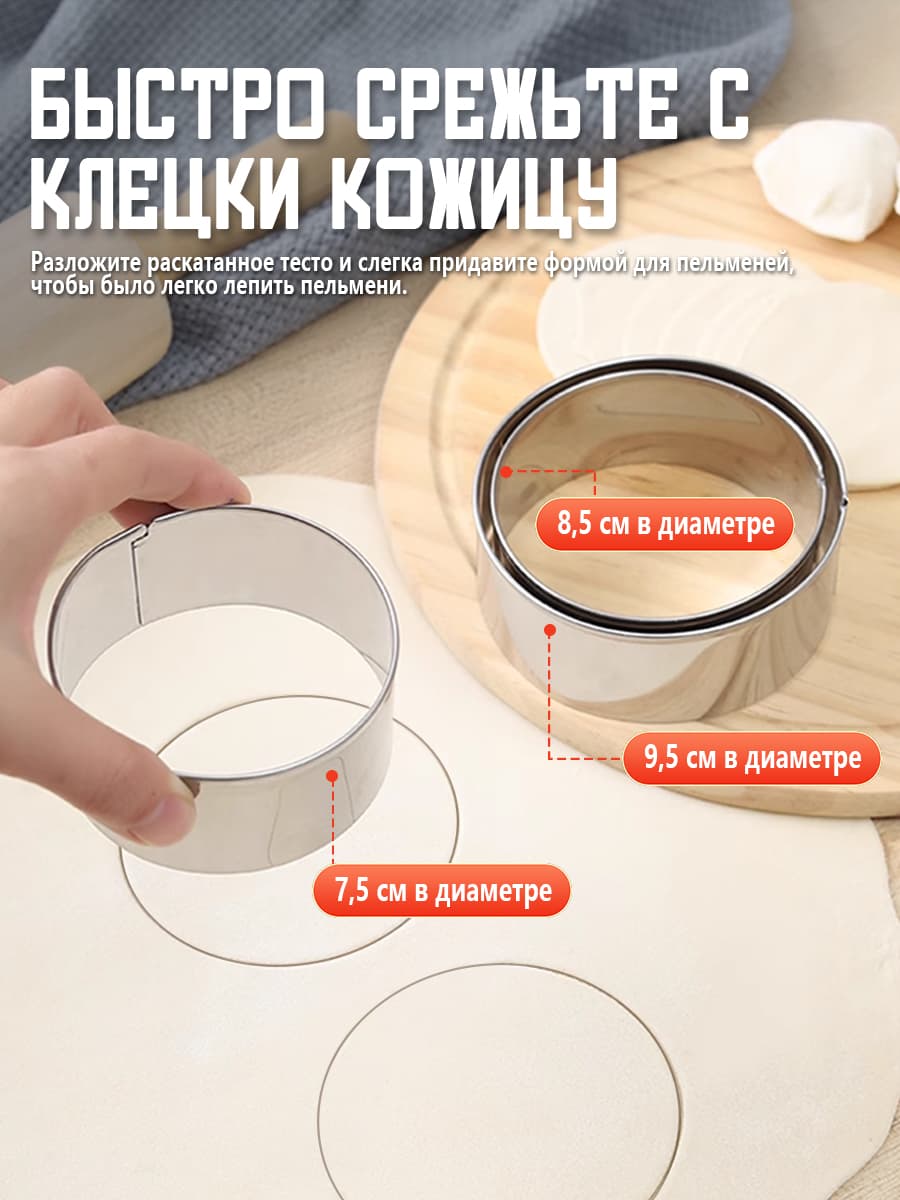 БЫСТРО СРЕЖЬТЕ С
КЛЕЦКИ КОЖИЦУ
Разложите раскатанное тесто и слегка придавите формой для пельменей,
чтобы было легко лепить пельмени.
8,5 см в диаметре
9,5 см в диаметре
7,5 см в диаметре